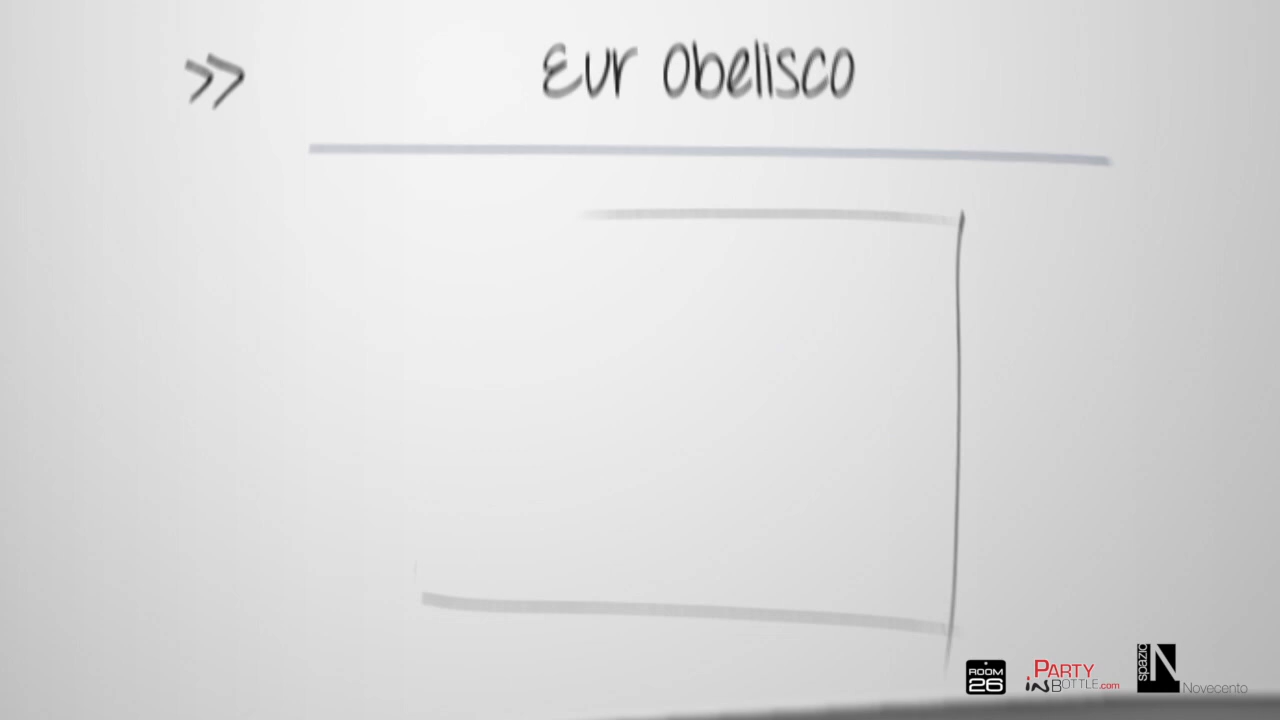 >> Eur Obelisco
ROOM
26
PARTY
iNBOTTLE.com
spazio
N
Novecento